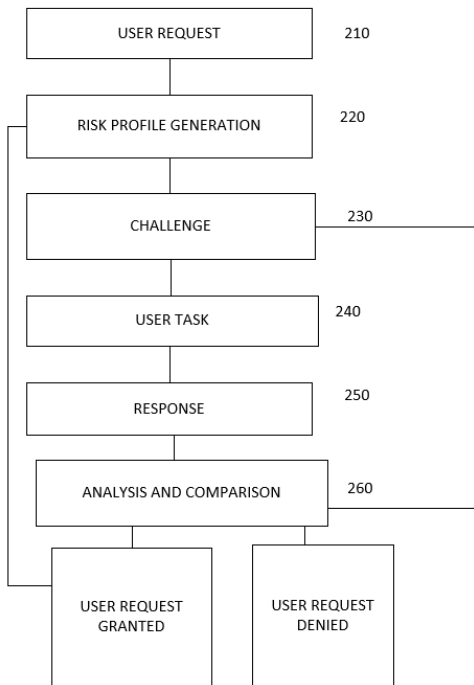 USER REQUEST 210
RISK PROFILE GENERATION 220
CHALLENGE 230
USER TASK 240
RESPONSE 250
ANALYSIS AND COMPARISON 260
USER REQUEST
GRANTED
USER REQUEST
DENIED